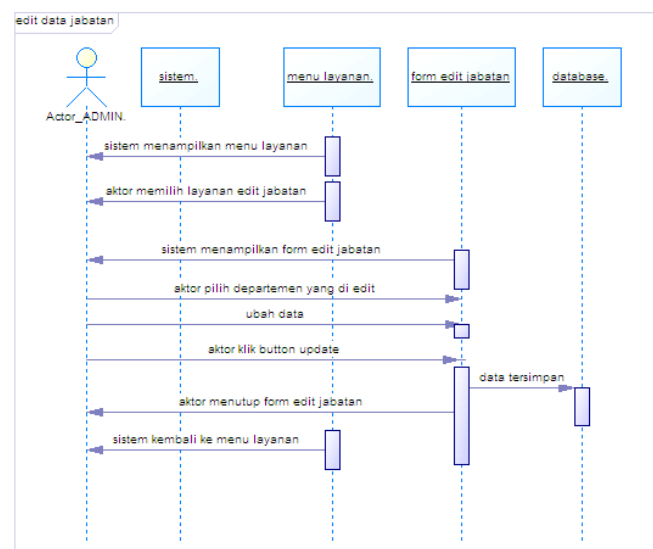 edit data jabatan
sistem.
menu layanan.
form edit jabatan
database.
Actor_ADMIN.
sistem menampilkan menu layanan
aktor memilih layanan edit jabatan
sistem menampilkan form edit jabatan
aktor pilih departemen yang di edit
ubah data
aktor klik button update
data tersimpan
aktor menutup form edit jabatan
sistem kembali ke menu layanan